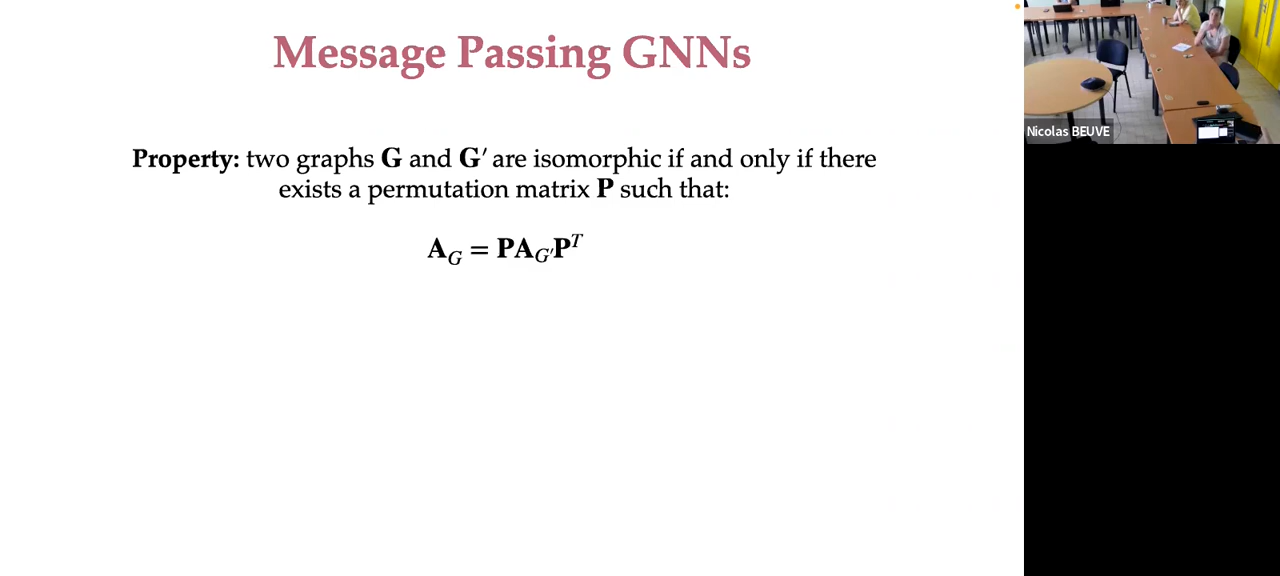 Message Passing GNNs
Property: two graphs G and G′ are isomorphic if and only if there
exists a permutation matrix P such that:
A_G = PA_G′P^T
Nicolas BEUVE